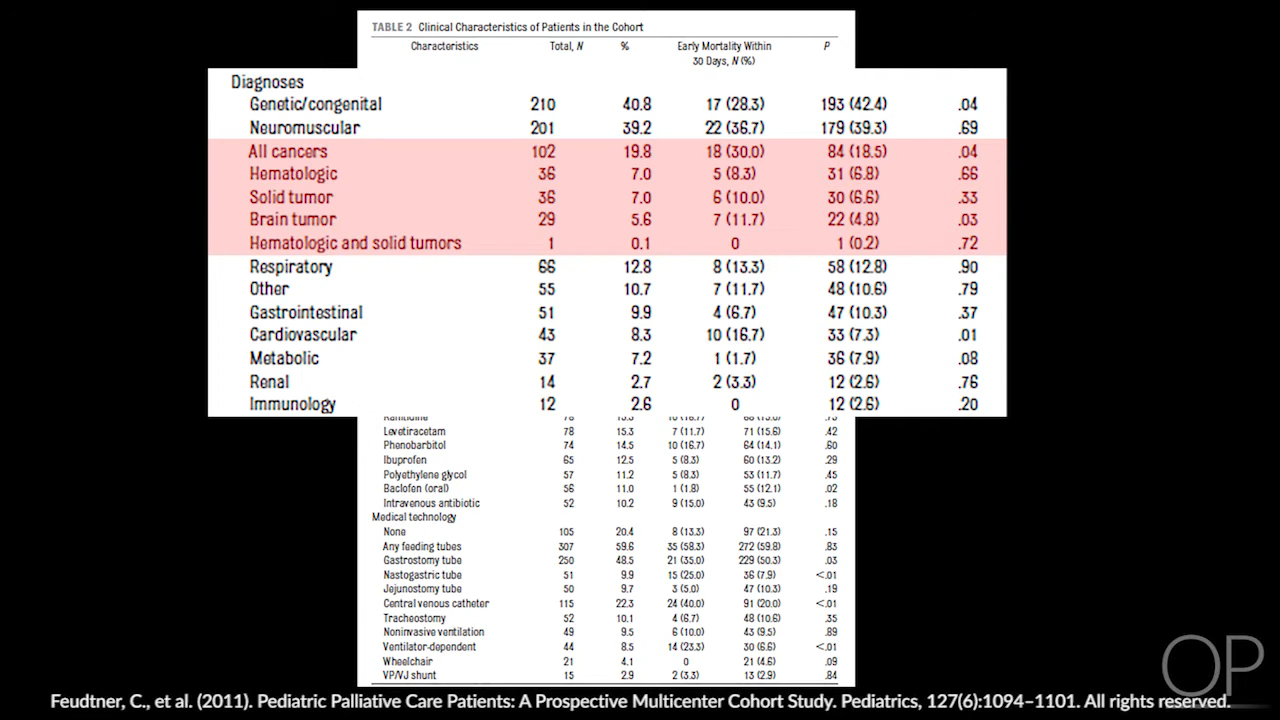 TABLE 2 Clinical Characteristics of Patients in the Cohort
Characteristics Total, N % Early Mortality Within P
30 Days, N (%)
Diagnoses
Genetic/congenital 210 40.8 17 (28.3) 193 (42.4) .04
Neuromuscular 201 39.2 22 (36.7) 179 (39.3) .69
All cancers 102 19.8 18 (30.0) 84 (18.5) .04
Hematologic 36 7.0 5 (8.3) 31 (6.8) .66
Solid tumor 36 7.0 6 (10.0) 30 (6.6) .33
Brain tumor 29 5.6 7 (11.7) 22 (4.8) .03
Hematologic and solid tumors 1 0.1 0 1 (0.2) .72
Respiratory 66 12.8 8 (13.3) 58 (12.8) .90
Other 55 10.7 7 (11.7) 48 (10.6) .79
Gastrointestinal 51 9.9 4 (6.7) 47 (10.3) .37
Cardiovascular 43 8.3 10 (16.7) 33 (7.3) .01
Metabolic 37 7.2 1 (1.7) 36 (7.9) .08
Renal 14 2.7 2 (3.3) 12 (2.6) .76
Immunology 12 2.6 0 12 (2.6) .20
Levetiracetam 78 15.3 7 (11.7) 71 (15.6) .42
Phenobarbitol 74 14.5 10 (16.7) 64 (14.1) .60
Ibuprofen 65 12.5 5 (8.3) 60 (13.2) .29
Polyethylene glycol 57 11.2 5 (8.3) 53 (11.7) .45
Baclofen (oral) 56 11.0 1 (1.8) 55 (12.1) .02
Intravenous antibiotic 52 10.2 9 (15.0) 43 (9.5) .18
Medical technology
None 105 20.4 8 (13.3) 97 (21.3) .15
Any feeding tubes 307 59.6 35 (58.3) 272 (59.8) .83
Gastrostomy tube 250 48.5 21 (35.0) 229 (50.3) .03
Nastogastric tube 51 9.9 15 (25.0) 36 (7.9) <.01
Jejunostomy tube 50 9.7 3 (5.0) 47 (10.3) .19
Central venous catheter 115 22.3 24 (40.0) 91 (20.0) <.01
Tracheostomy 52 10.1 4 (6.7) 48 (10.6) .35
Noninvasive ventilation 49 9.5 6 (10.0) 43 (9.5) .89
Ventilator-dependent 44 8.5 14 (23.3) 30 (6.6) <.01
Wheelchair 21 4.1 0 21 (4.6) .09
VP/VJ shunt 15 2.9 2 (3.3) 13 (2.9) .84
OP
Feudtner, C., et al. (2011). Pediatric Palliative Care Patients: A Prospective Multicenter Cohort Study. Pediatrics, 127(6):1094–1101. All rights reserved.